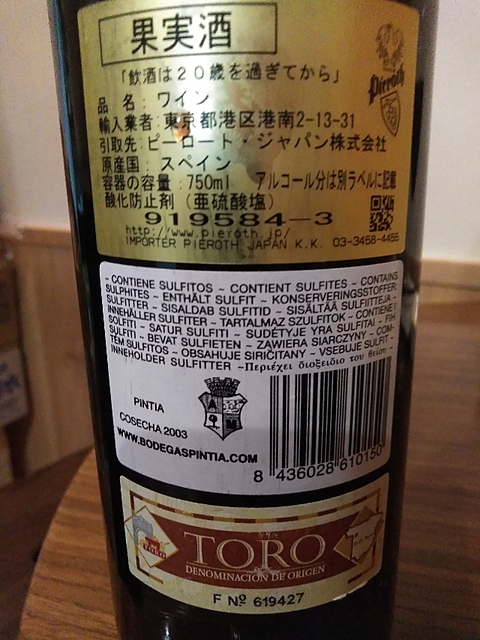 果実酒
「飲酒は20歳を過ぎてから」
Pieroth
品 名: ワイン
輸入業者:東京都港区港南2-13-31
引取先:ピーロート・ジャパン株式会社
原産国: スペイン
容器の容量:750ml アルコール分は別ラベルに記載
酸化防止剤 (亜硫酸塩)
919584-3
http://www.pieroth.jp/
IMPORTER PIEROTH JAPAN K.K. 03-3458-4455
~ CONTIENE SULFITOS ~ CONTIENT SULFITES ~ CONTAINS
SULPHITES ~ ENTHÄLT SULFIT ~ KONSERVERINGSSTOFFER:
SULFITTER ~ SISALDAB SULFITID ~ SISÄLTÄÄ SULFIITTEJA ~
INNEHÅLLER SULFITER ~ TARTALMAZ SZULFITOK ~ CONTIENE I
SOLFITI ~ SATUR SULFITI ~ SUDĖTYJE YRA SULFITAI ~ FIH
SULFITI ~ BEVAT SULFIETEN ~ ZAWIERA SIARCZYNY ~ COM-
TÉM SULFITOS ~ OBSAHUJE SIRIČITANY ~ VSEBUJE SULFIT-
INNEHOLDER SULFITTER ~Περιέχει διοξείδιο του θείου~
PINTIA
COSECHA 2003
WWW.BODEGASPINTIA.COM
8 436028 610150
TORO
TORO
DENOMINACIÓN DE ORIGEN
F Nº 619427